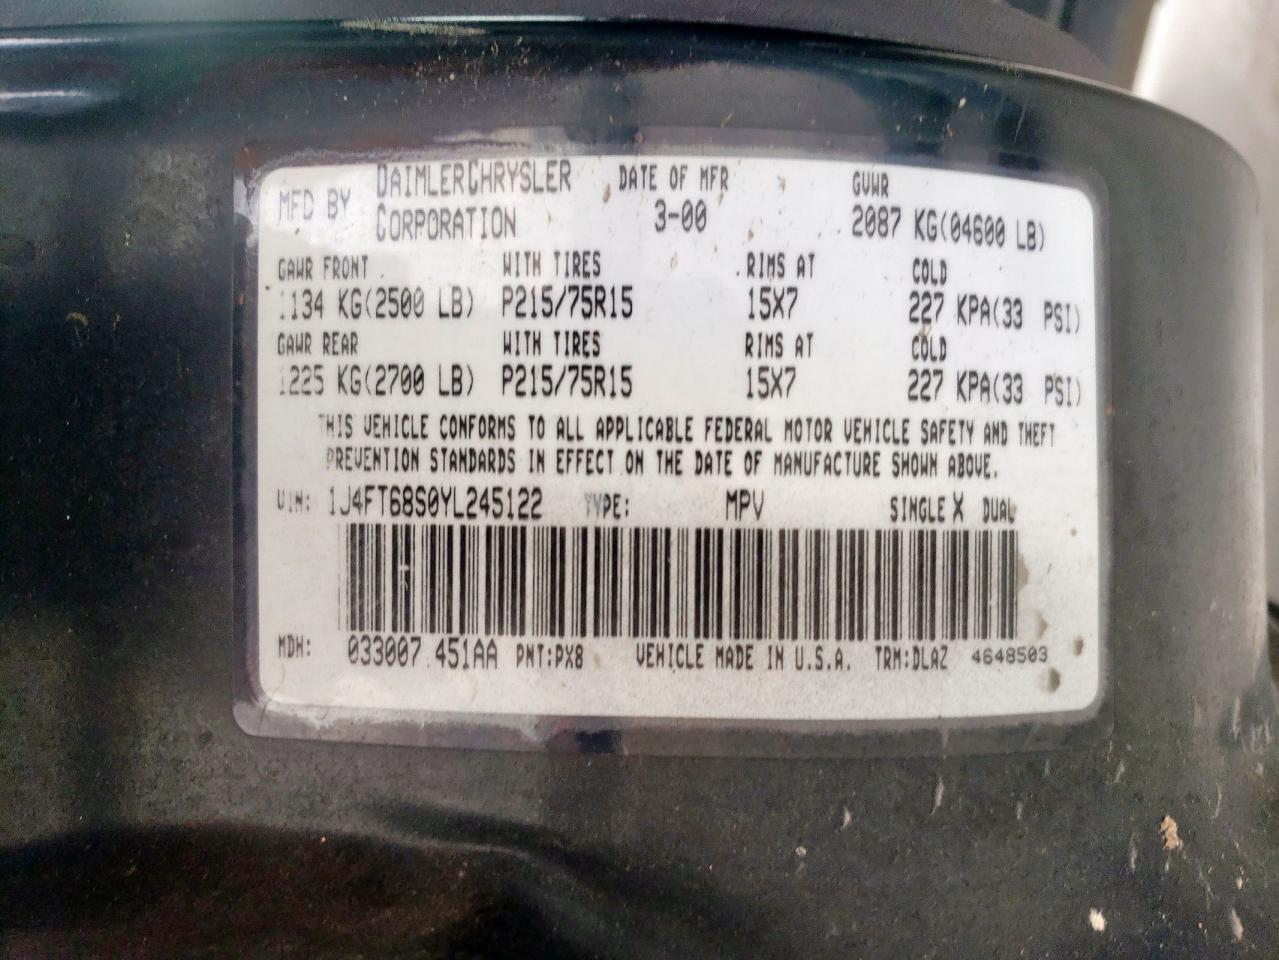 MFD BY DAIMLERCHRYSLER CORPORATION DATE OF MFR 3-00 GVWR 2087 KG(04600 LB)
GAWR FRONT WITH TIRES RIMS AT COLD
1134 KG(2500 LB) P215/75R15 15X7 227 KPA(33 PSI)
GAWR REAR WITH TIRES RIMS AT COLD
1225 KG(2700 LB) P215/75R15 15X7 227 KPA(33 PSI)
THIS VEHICLE CONFORMS TO ALL APPLICABLE FEDERAL MOTOR VEHICLE SAFETY AND THEFT
PREVENTION STANDARDS IN EFFECT ON THE DATE OF MANUFACTURE SHOWN ABOVE.
VIN: 1J4FT68S0YL245122 TYPE: MPV SINGLE X DUAL
MDH: 033007 451AA PNT:PX8 VEHICLE MADE IN U.S.A. TRM:DLAZ 4648503